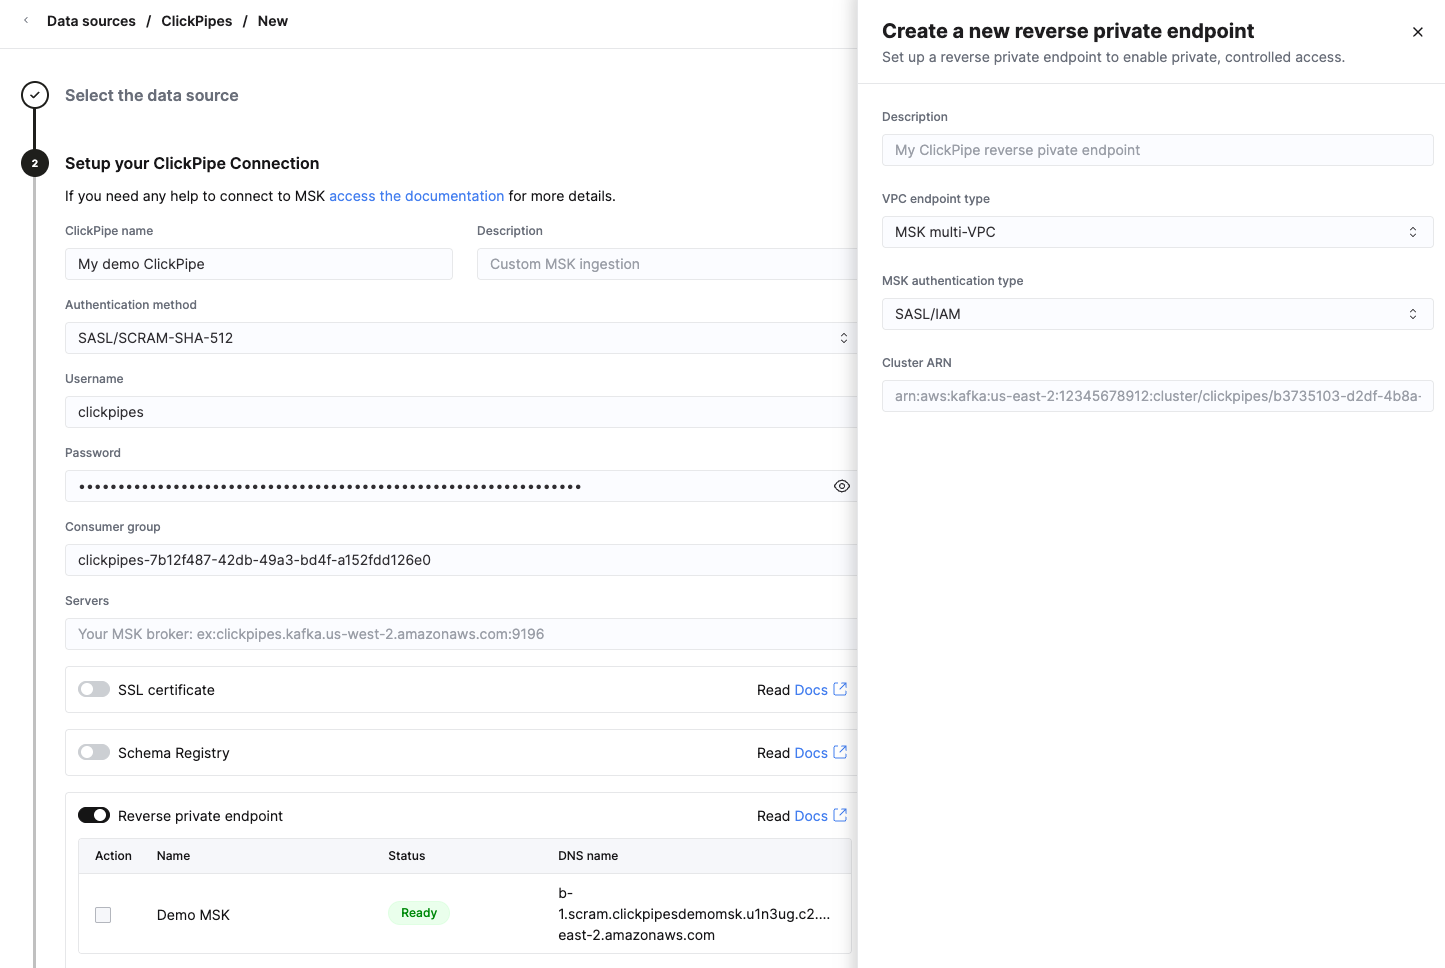 Data sources / ClickPipes / New
Select the data source
2
Setup your ClickPipe Connection
If you need any help to connect to MSK access the documentation for more details.
ClickPipe name
Description
My demo ClickPipe
Custom MSK ingestion
Authentication method
SASL/SCRAM-SHA-512
Username
clickpipes
Password
Consumer group
clickpipes-7b12f487-42db-49a3-bd4f-a152fdd126e0
Servers
Your MSK broker: ex:clickpipes.kafka.us-west-2.amazonaws.com:9196
SSL certificate
Read Docs
Schema Registry
Read Docs
Reverse private endpoint
Read Docs
Action Name Status DNS name
Demo MSK
Ready
b-
1.scram.clickpipesdemomsk.u1n3ug.c2....
east-2.amazonaws.com
Create a new reverse private endpoint
Set up a reverse private endpoint to enable private, controlled access.
Description
My ClickPipe reverse pivate endpoint
VPC endpoint type
MSK multi-VPC
MSK authentication type
SASL/IAM
Cluster ARN
arn:aws:kafka:us-east-2:12345678912:cluster/clickpipes/b3735103-d2df-4b8a-